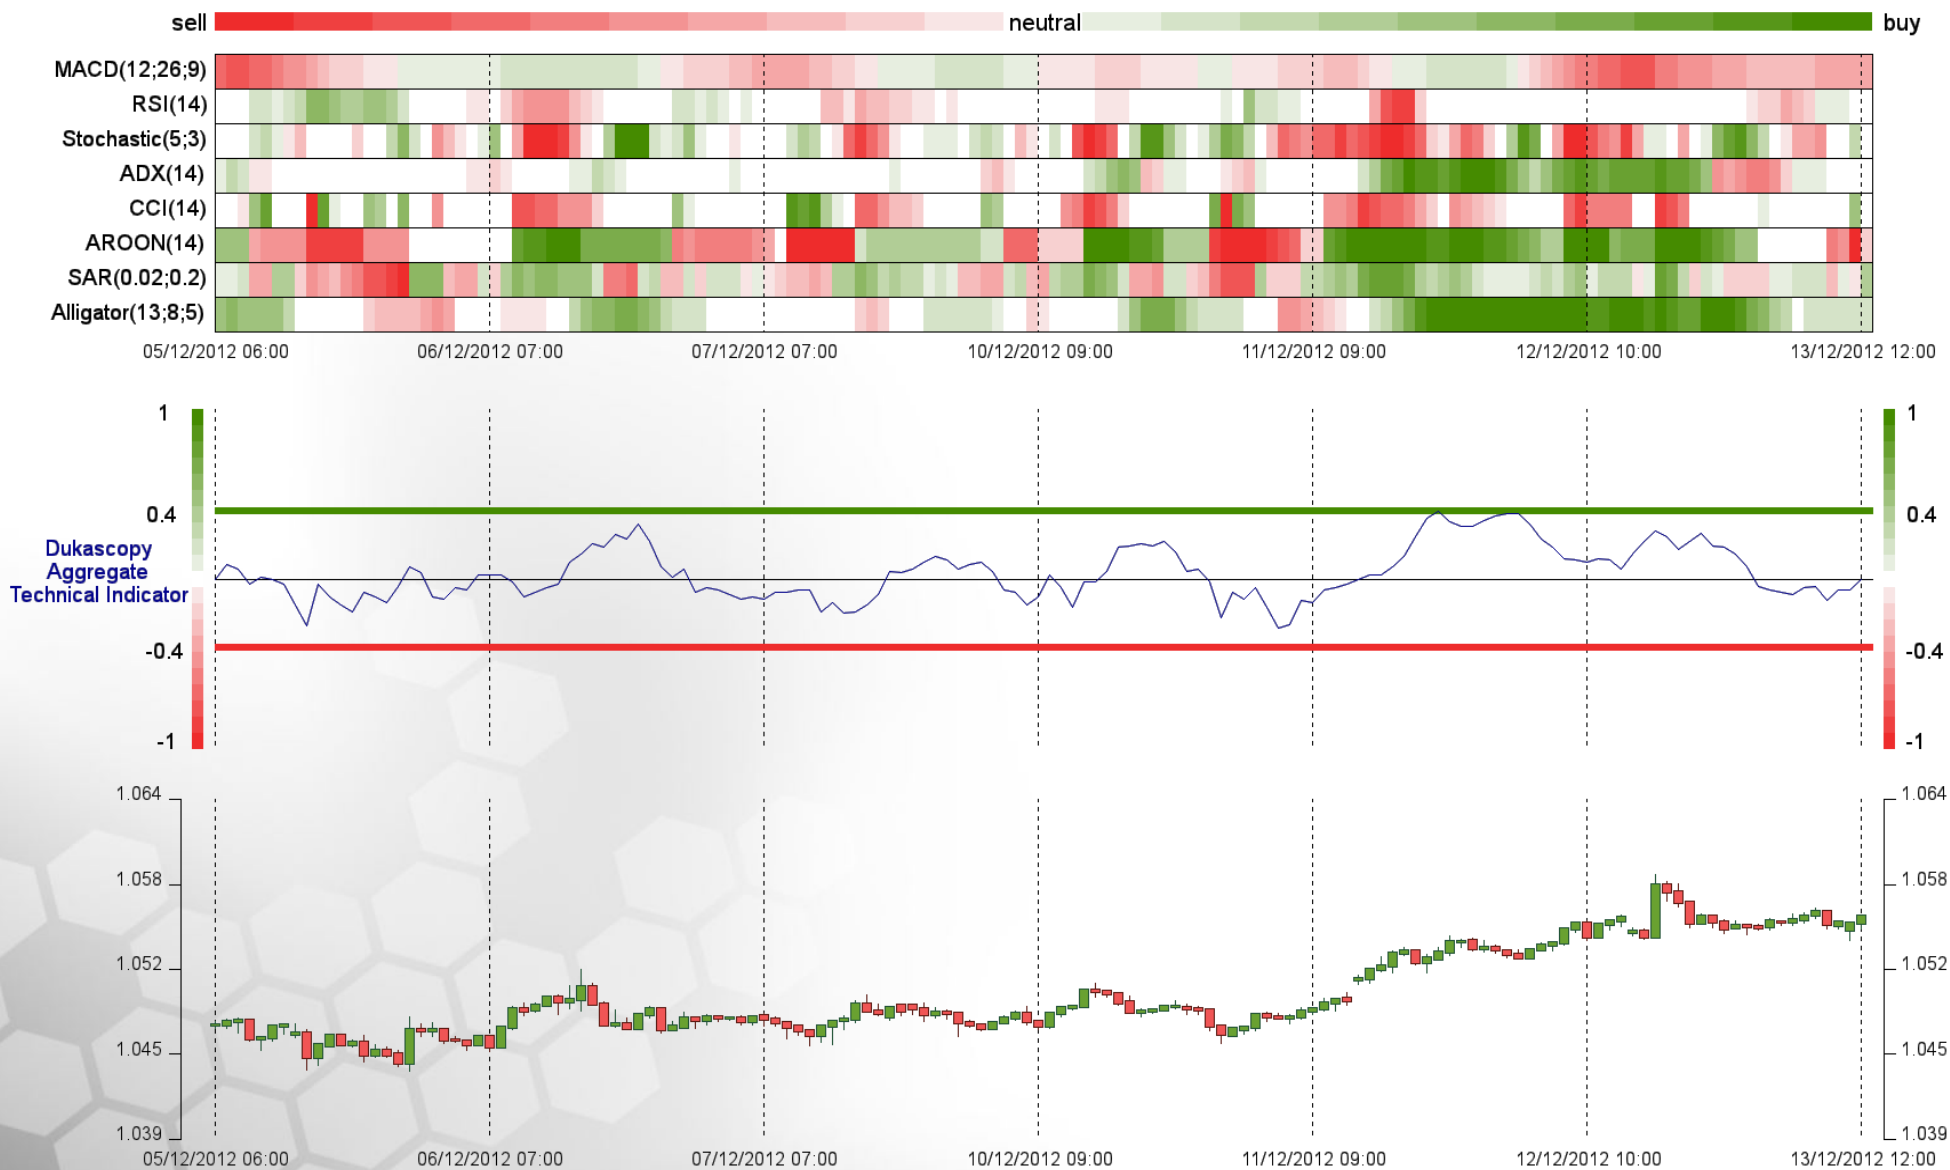 sell neutral buy
MACD(12;26;9)
RSI(14)
Stochastic(5;3)
ADX(14)
CCI(14)
AROON(14)
SAR(0.02;0.2)
Alligator(13;8;5)
05/12/2012 06:00 06/12/2012 07:00 07/12/2012 07:00 10/12/2012 09:00 11/12/2012 09:00 12/12/2012 10:00 13/12/2012 12:00
1 1
0.4 0.4
Dukascopy
Aggregate
Technical Indicator
-0.4 -0.4
-1 -1
1.064 1.064
1.058 1.058
1.052 1.052
1.045 1.045
1.039 1.039
05/12/2012 06:00 06/12/2012 07:00 07/12/2012 07:00 10/12/2012 09:00 11/12/2012 09:00 12/12/2012 10:00 13/12/2012 12:00